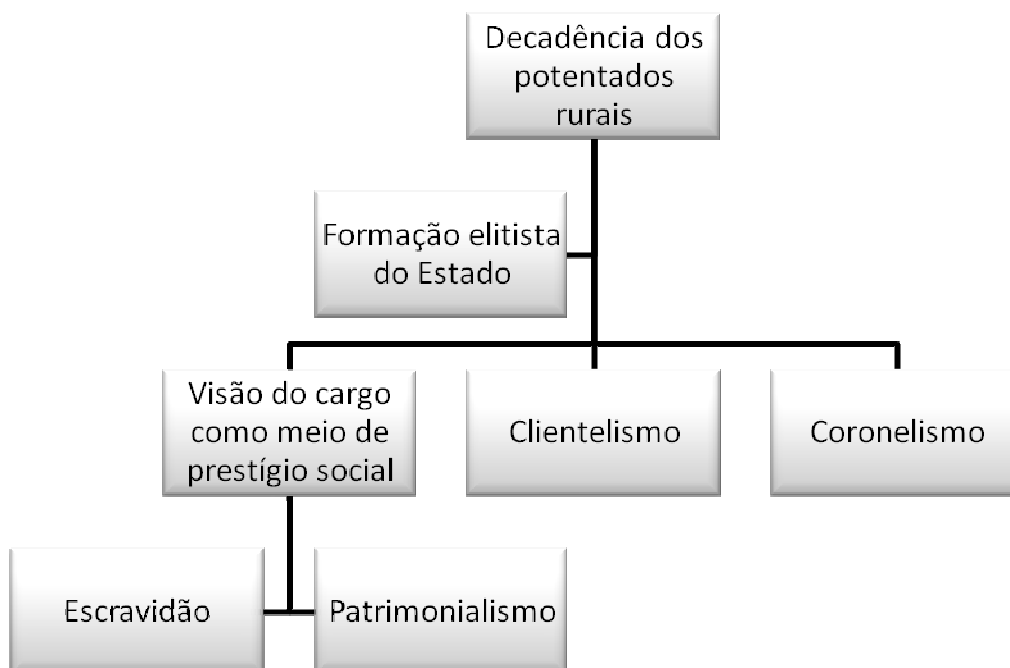 Decadência dos
potentados
rurais
Formação elitista
do Estado
Visão do cargo
como meio de
prestígio social
Clientelismo
Coronelismo
Escravidão
Patrimonialismo